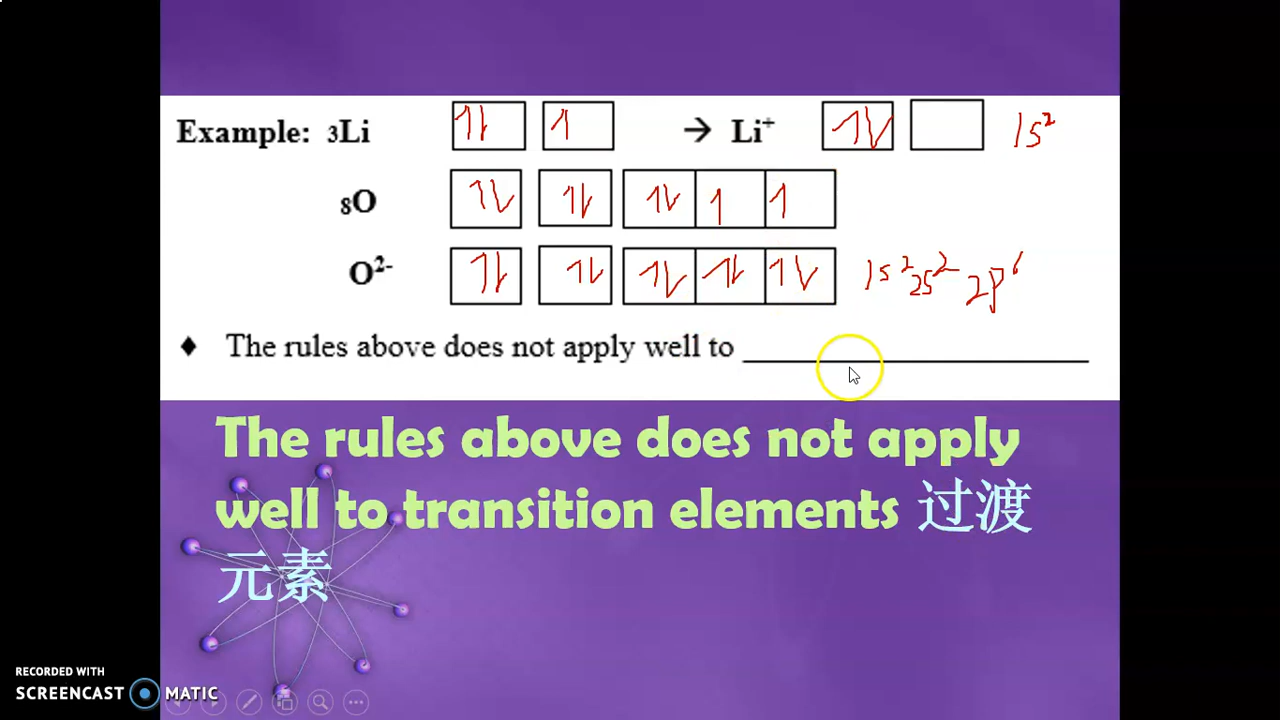 Example: 3Li → Li+ 1s²
8O
O2- 1s² 2s² 2p⁶
♦ The rules above does not apply well to
The rules above does not apply
well to transition elements 过渡
元素
RECORDED WITH
SCREENCAST MATIC